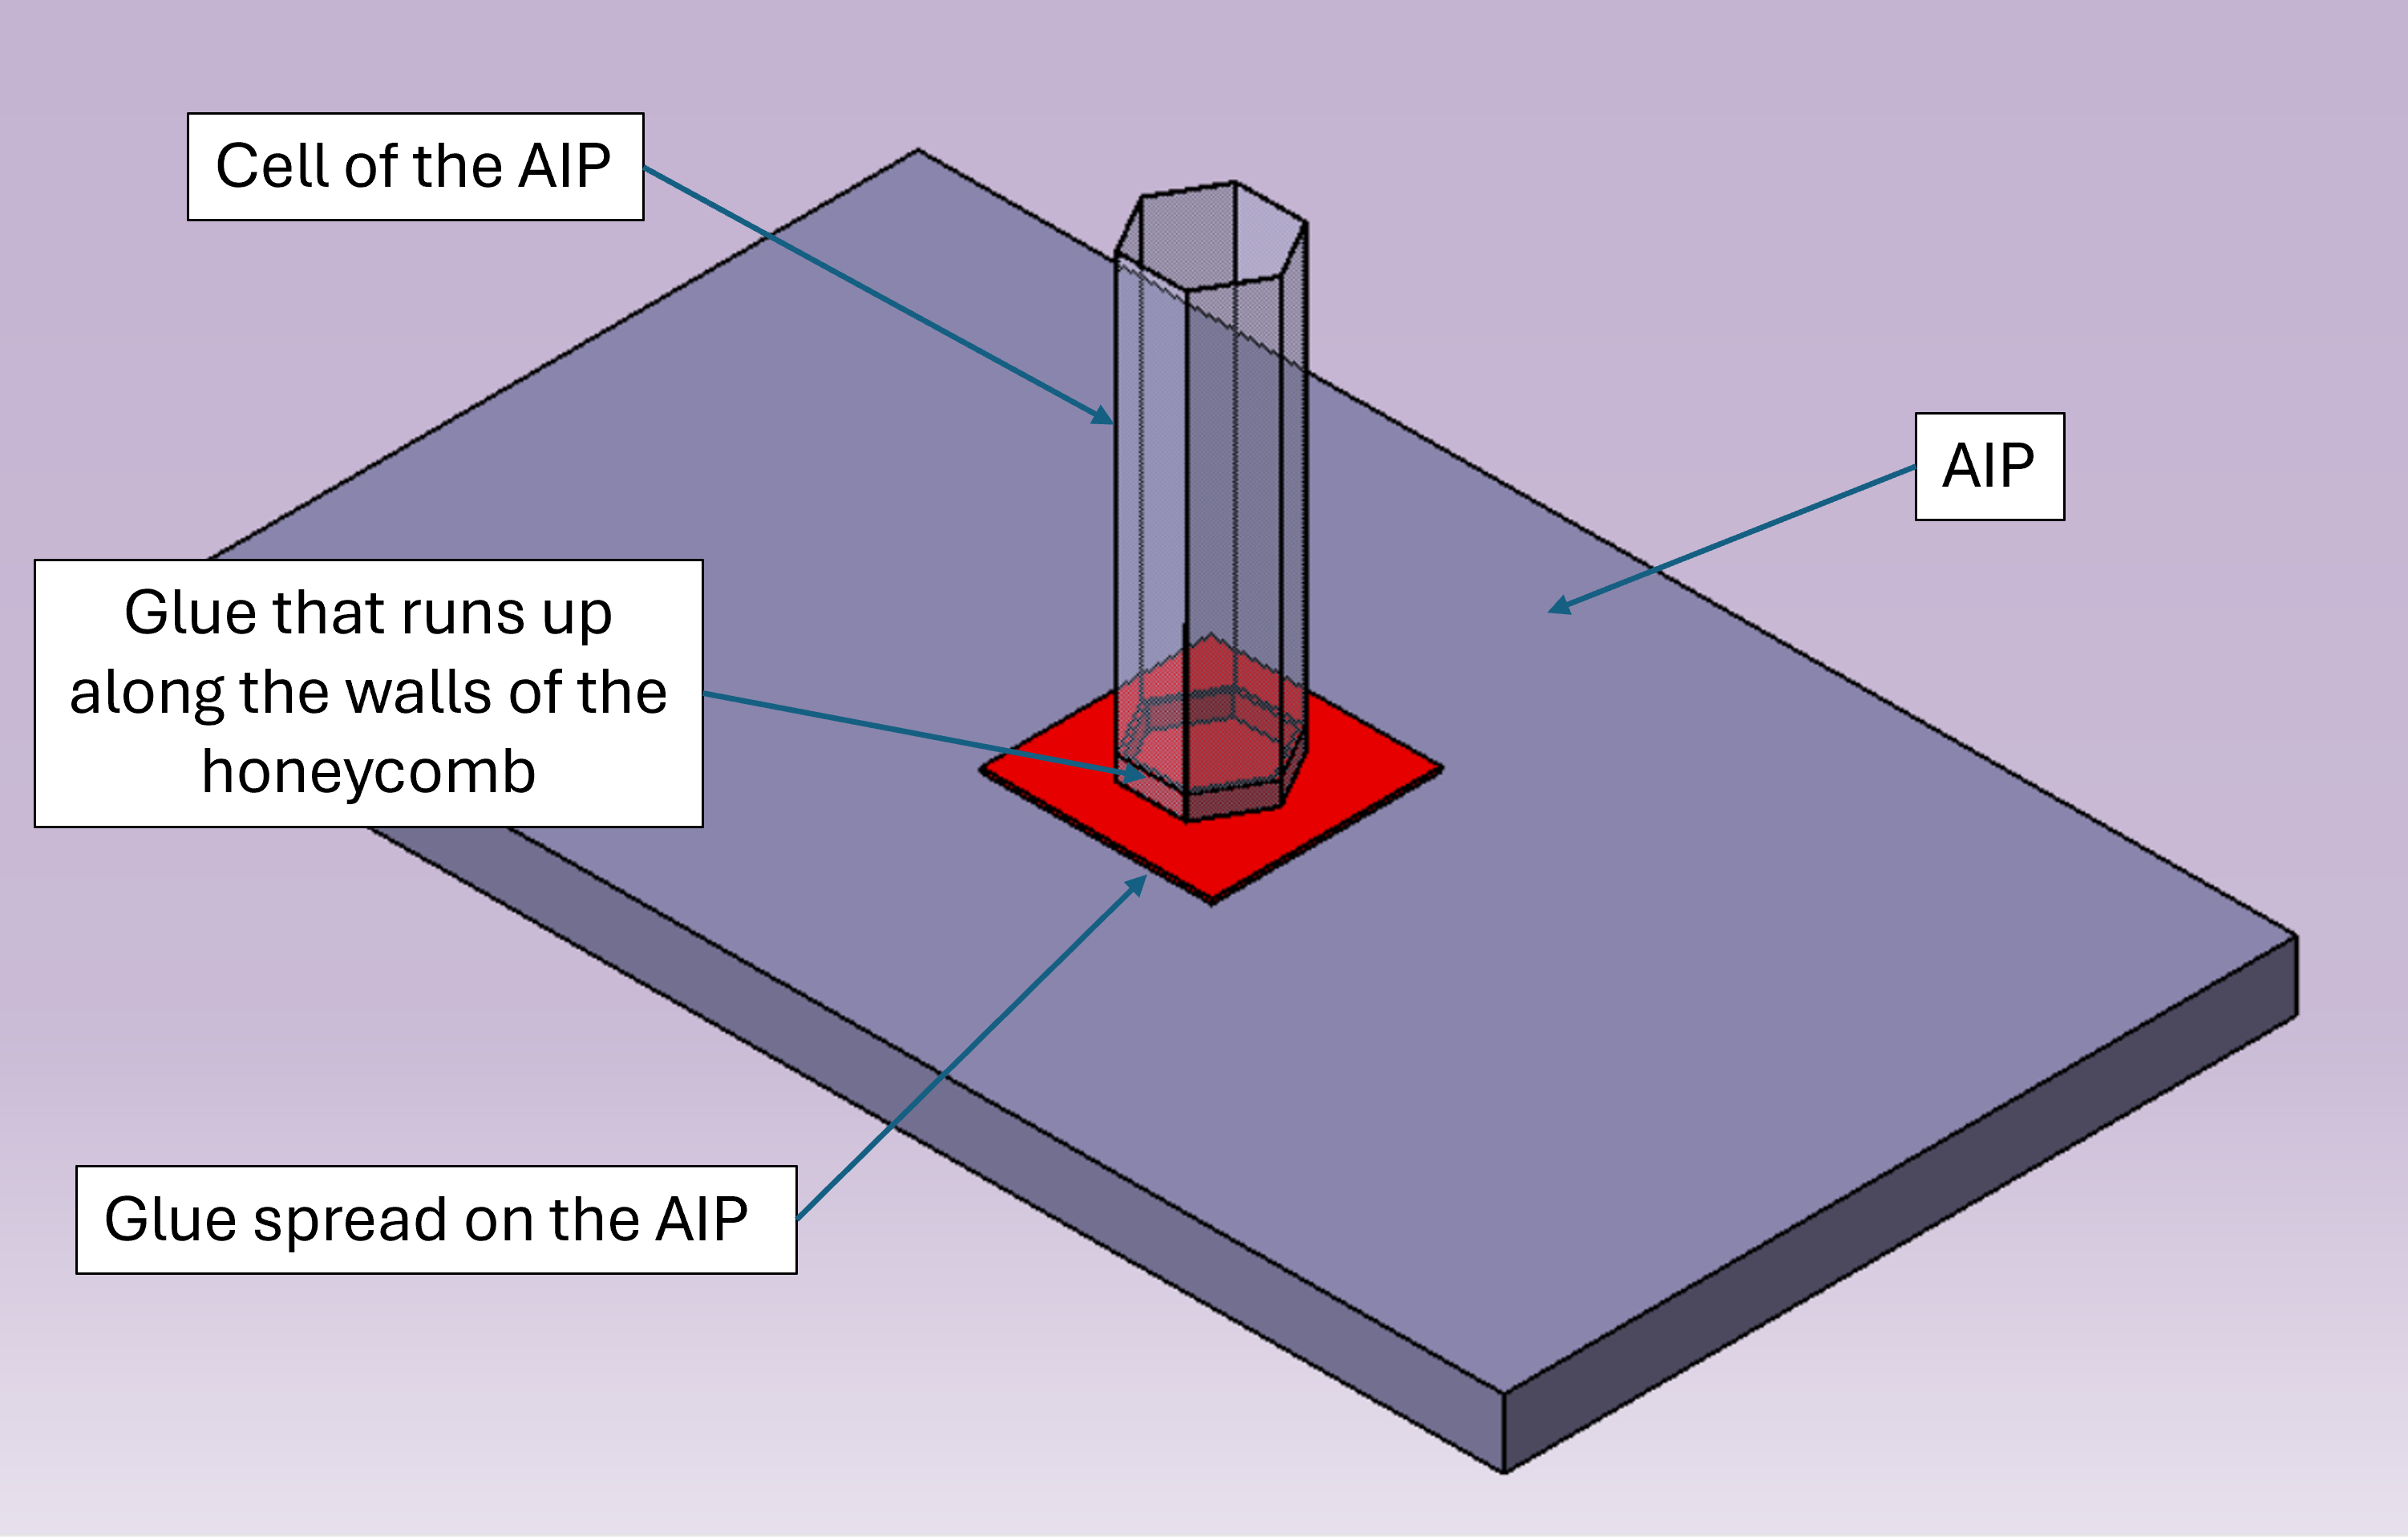 Cell of the AIP
AIP
Glue that runs up
along the walls of the
honeycomb
Glue spread on the AIP